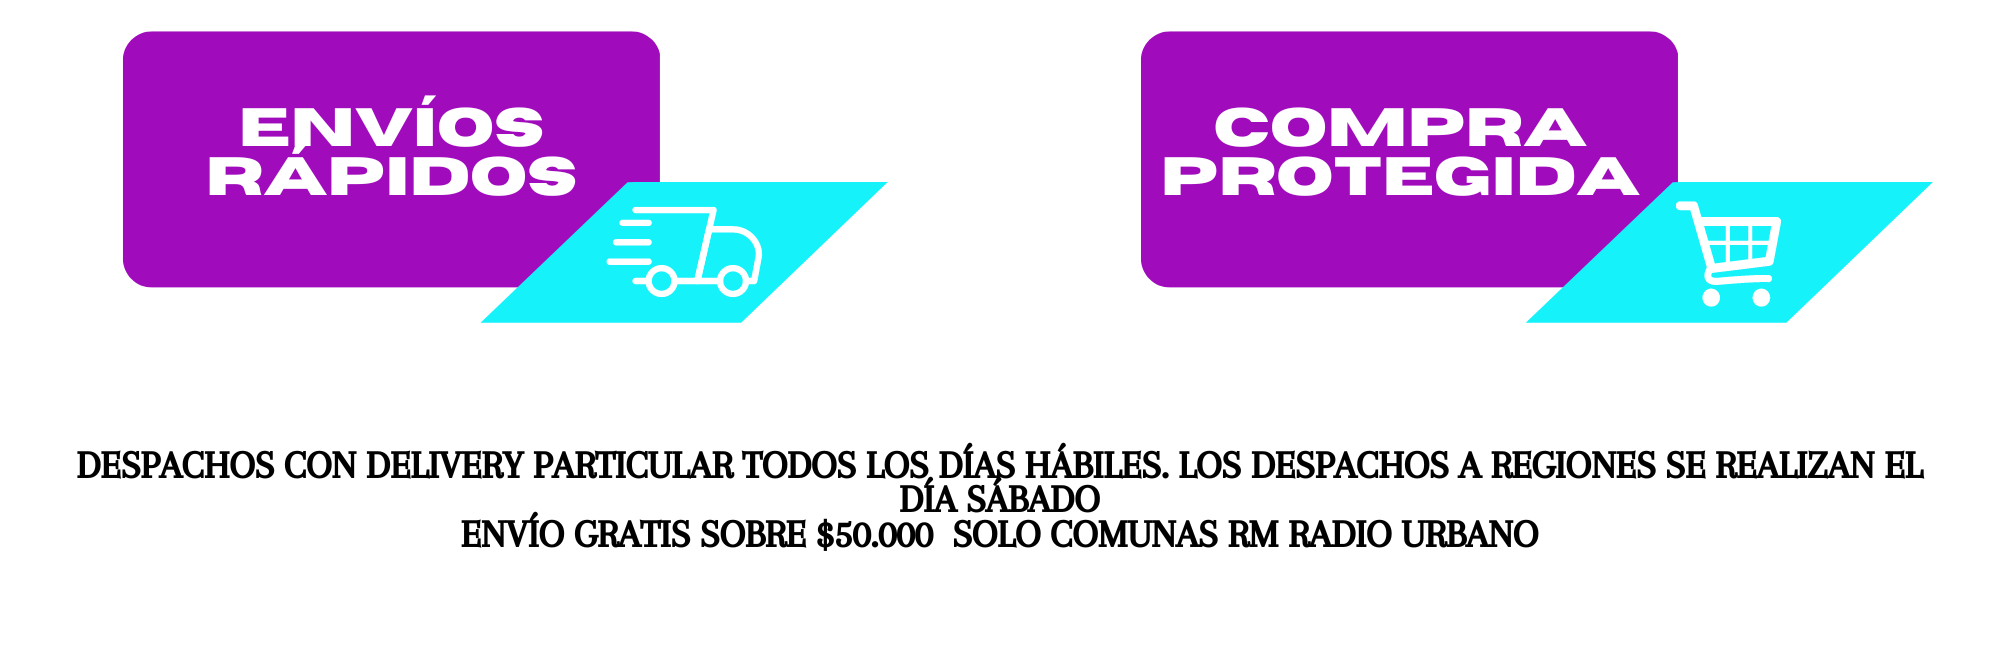 ENVÍOS
RÁPIDOS
COMPRA
PROTEGIDA
DESPACHOS CON DELIVERY PARTICULAR TODOS LOS DÍAS HÁBILES. LOS DESPACHOS A REGIONES SE REALIZAN EL
DÍA SÁBADO
ENVÍO GRATIS SOBRE $50.000  SOLO COMUNAS RM RADIO URBANO